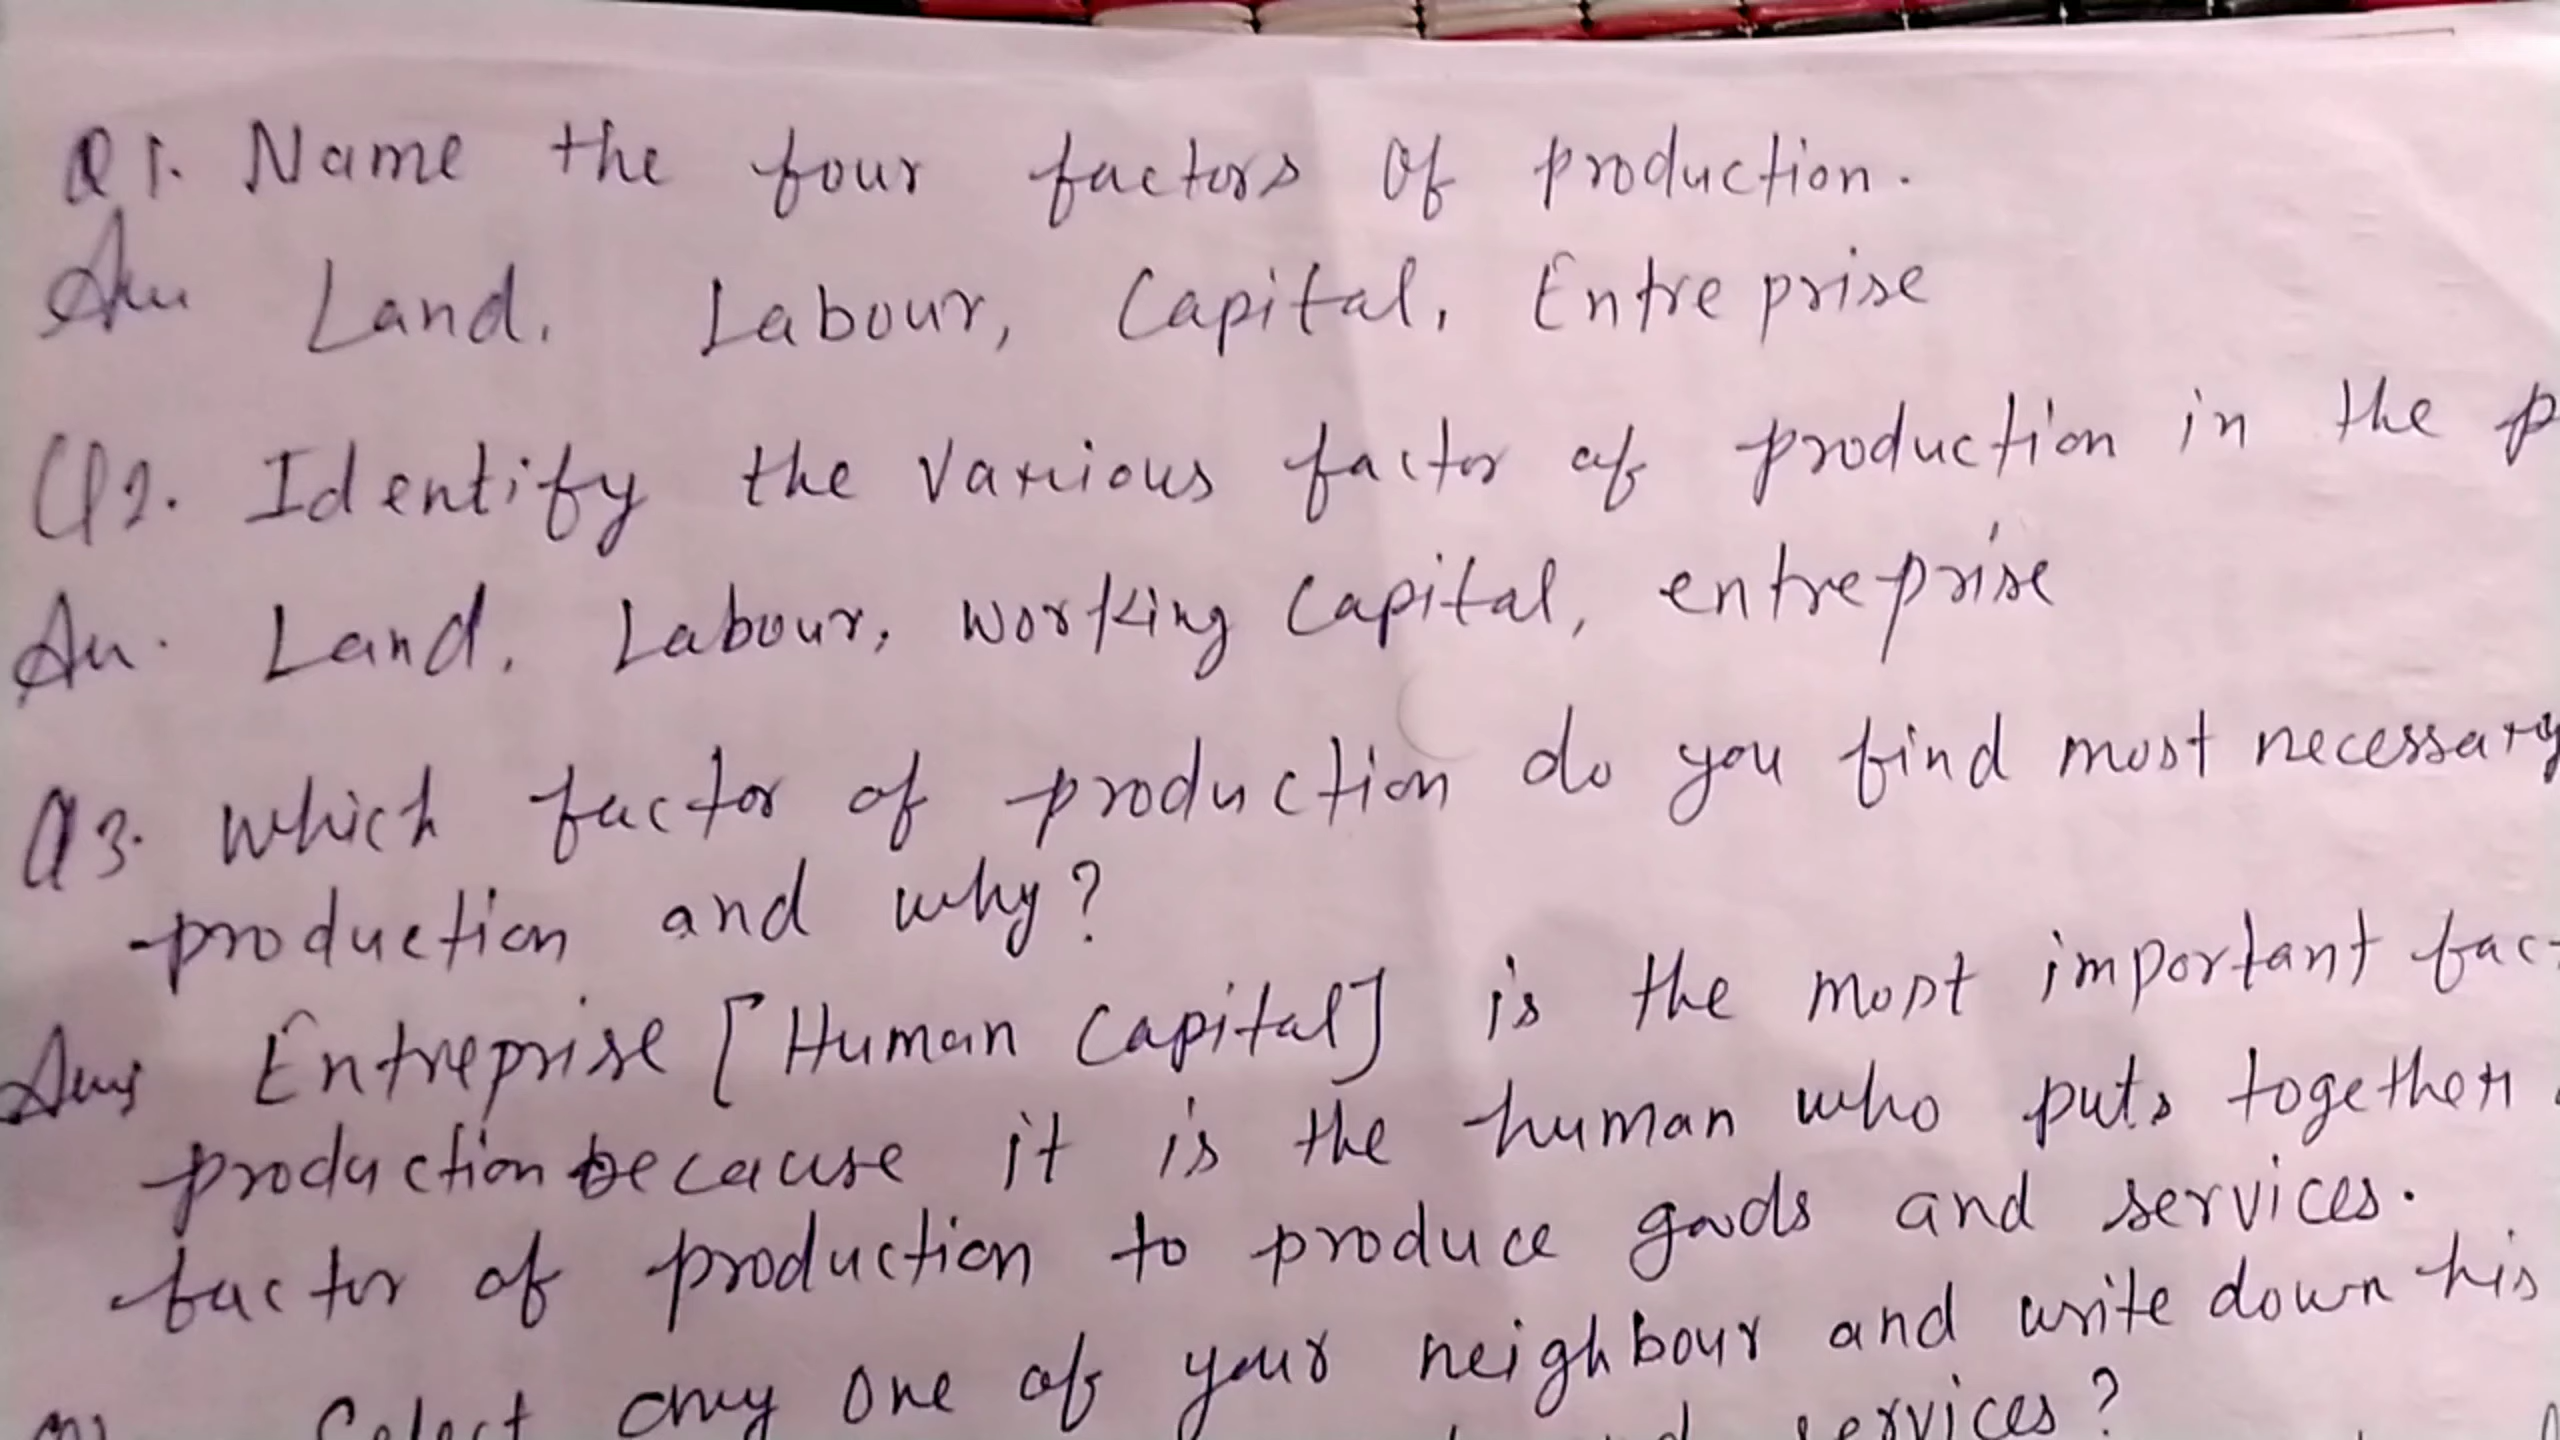 Q1. Name the four factors of production.
Ans Land, Labour, Capital, Entreprise
Q2. Identify the various factor of production in the p
An. Land, Labour, working capital, entreprise
Q3. which factor of production do you find most necessary
production and why?
Ans Entreprise [Human Capital] is the most important fac
production because it is the human who puts together
factor of production to produce goods and services.
Select any one of your neighbour and write down his
services?